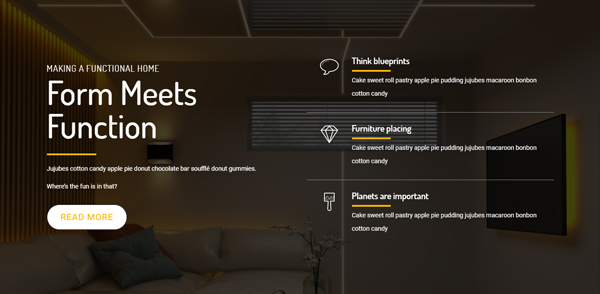 MAKING A FUNCTIONAL HOME
Form Meets
Function
Jujubes cotton candy apple pie donut chocolate bar soufflé donut gummies.
Where's the fun in that?
READ MORE
Think blueprints
Cake sweet roll pastry apple pie pudding jujubes macaroon bonbon
cotton candy
Furniture placing
Cake sweet roll pastry apple pie pudding jujubes macaroon bonbon
cotton candy
Planets are important
Cake sweet roll pastry apple pie pudding jujubes macaroon bonbon
cotton candy